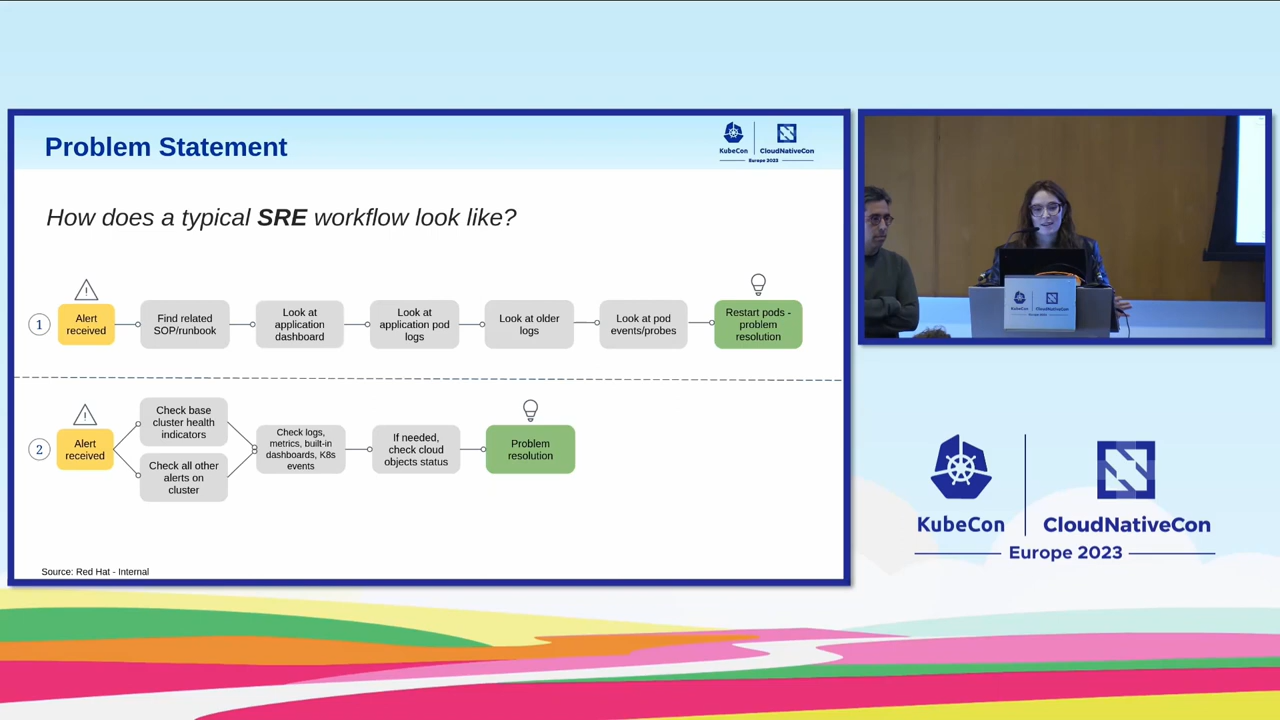 Problem Statement
KubeCon
CloudNativeCon
Europe 2023
How does a typical SRE workflow look like?
1
Alert
received
Find related
SOP/runbook
Look at
application
dashboard
Look at
application pod
logs
Look at older
logs
Look at pod
events/probes
Restart pods -
problem
resolution
2
Alert
received
Check base
cluster health
indicators
Check all other
alerts on
cluster
Check logs,
metrics, built-in
dashboards, K8s
events
If needed,
check cloud
objects status
Problem
resolution
Source: Red Hat - Internal
KubeCon
CloudNativeCon
Europe 2023